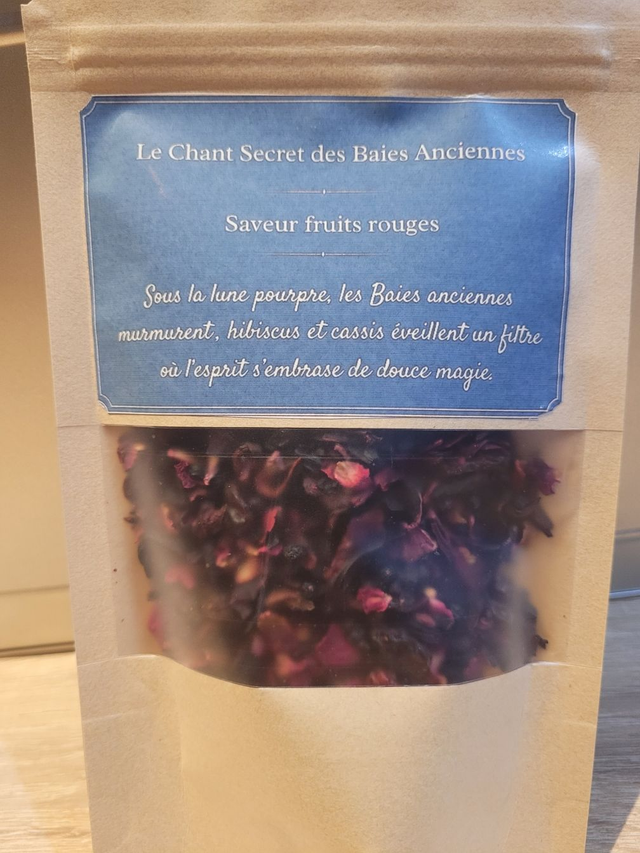 Le Chant Secret des Baies Anciennes
Saveur fruits rouges
Sous la lune pourpre, les Baies anciennes
murmurent, hibiscus et cassis éveillent un filtre
où l'esprit s'embrase de douce magie.